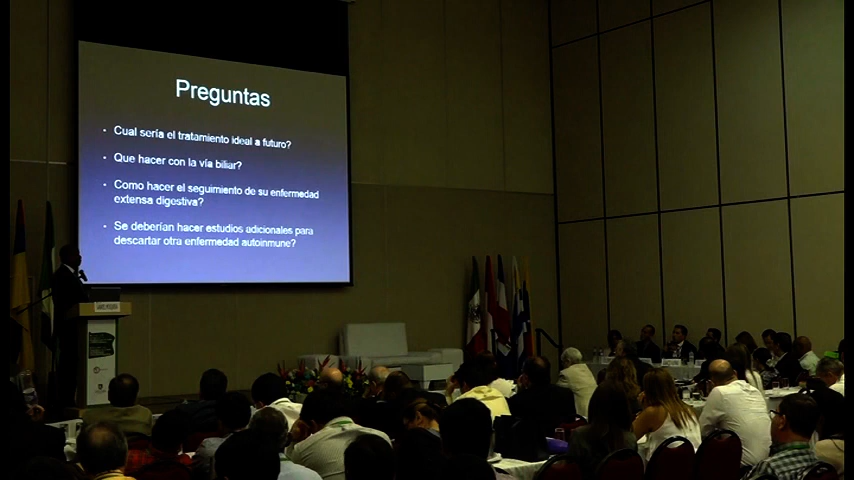 Preguntas
• Cual sería el tratamiento ideal a futuro?
• Que hacer con la vía biliar?
• Como hacer el seguimiento de su enfermedad
extensa digestiva?
• Se deberían hacer estudios adicionales para
descartar otra enfermedad autoinmune?